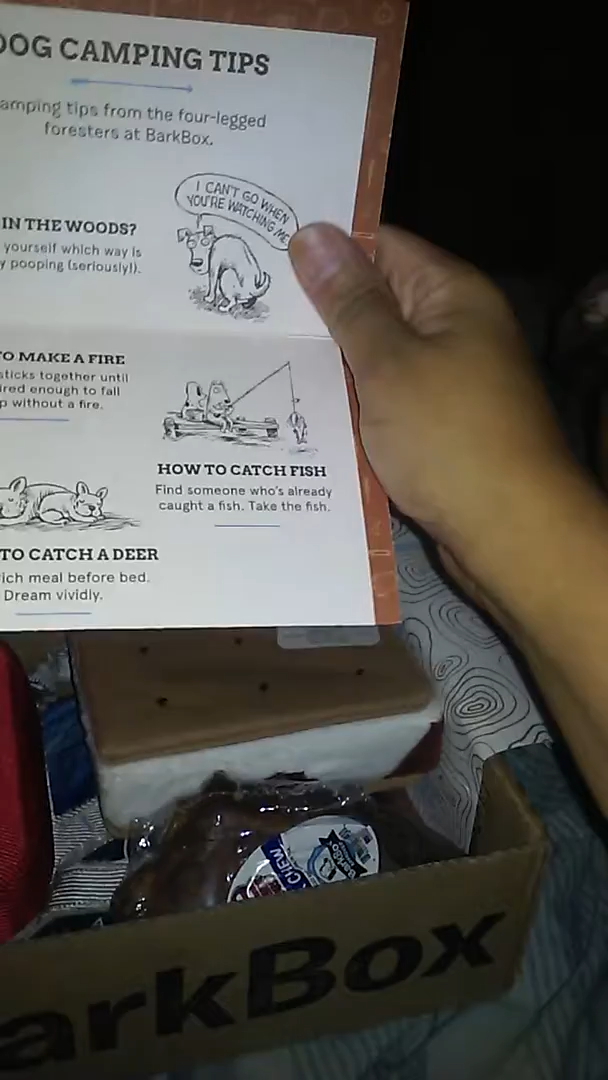 DOG CAMPING TIPS
amping tips from the four-legged
foresters at BarkBox.
I CAN'T GO WHEN
YOU'RE WATCHING ME
IN THE WOODS?
yourself which way is
y pooping (seriously!).
O MAKE A FIRE
sticks together until
ired enough to fall
p without a fire.
HOW TO CATCH FISH
Find someone who's already
caught a fish. Take the fish.
TO CATCH A DEER
ich meal before bed.
Dream vividly.
CHEW
BarkBox
arkBox